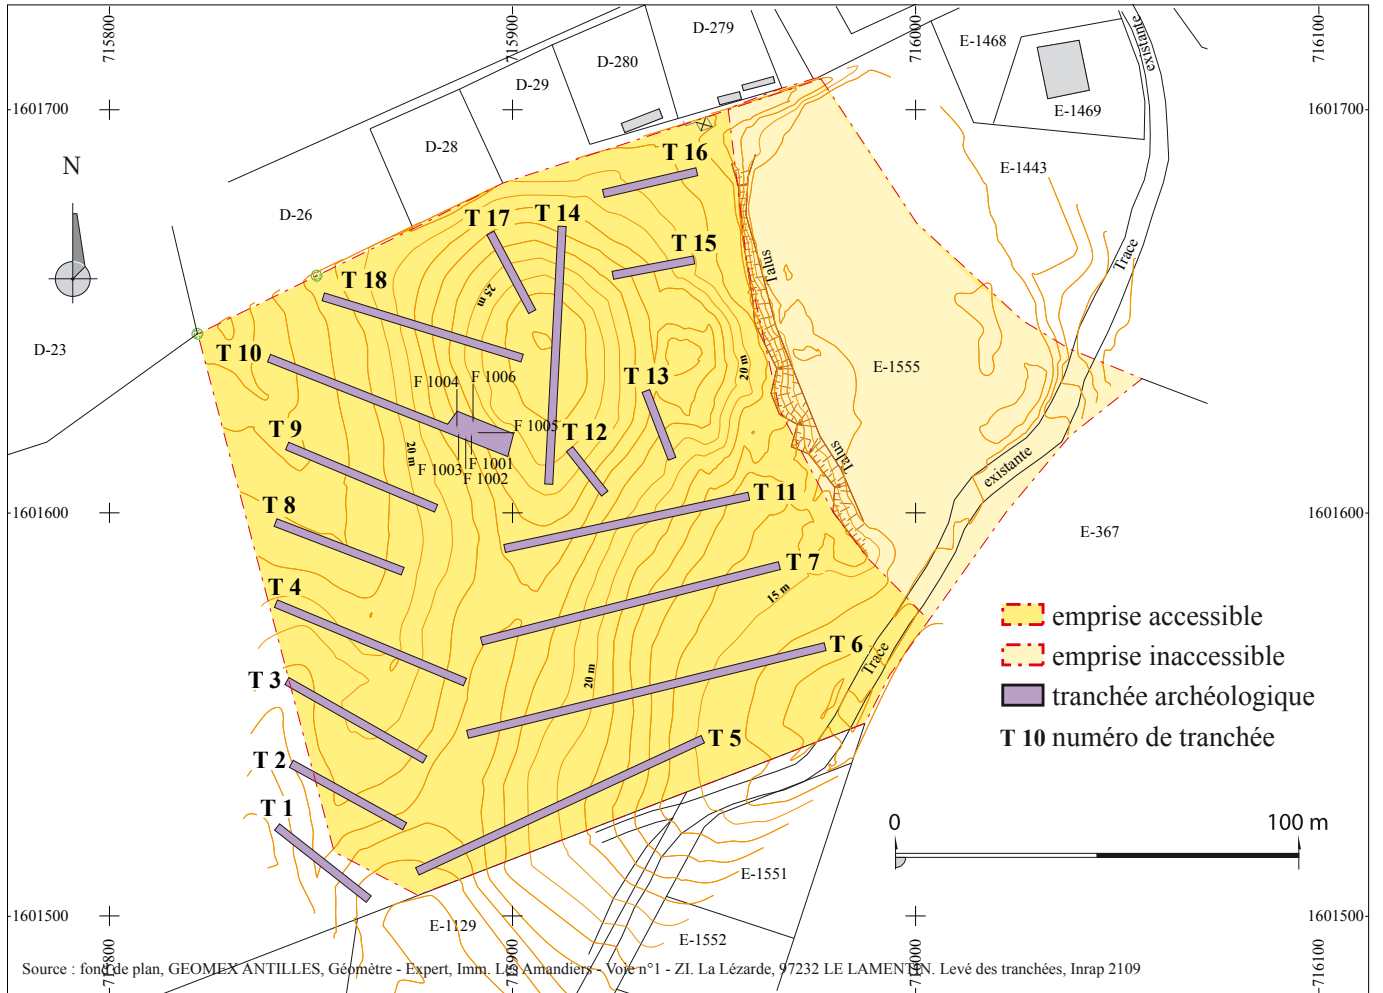 715800
715900
716000
716100
D-279
E-1468
existante
D-280
D-29
E-1469
1601700
1601700
D-28
T 16
N
E-1443
D-26
T 17
T 14
T 15
Talus
Trace
T 18
25 m
D-23
T 10
20 m
E-1555
F 1004
F 1006
T 13
F 1005
T 9
T 12
20 m
F 1003
F 1001
F 1002
Talus
existante
T 8
T 11
1601600
1601600
E-367
T 7
T 4
15 m
emprise accessible
T 6
Trace
emprise inaccessible
T 3
20 m
tranchée archéologique
T 5
T 10 numéro de tranchée
T 2
T 1
0
100 m
E-1551
1601500
1601500
E-1129
E-1552
715800
715900
716000
716100
Source : fond de plan, GEOMEX ANTILLES, Géomètre - Expert, Imm. Les Amandiers - Voie n°1 - ZI. La Lézarde, 97232 LE LAMENTIN. Levé des tranchées, Inrap 2109